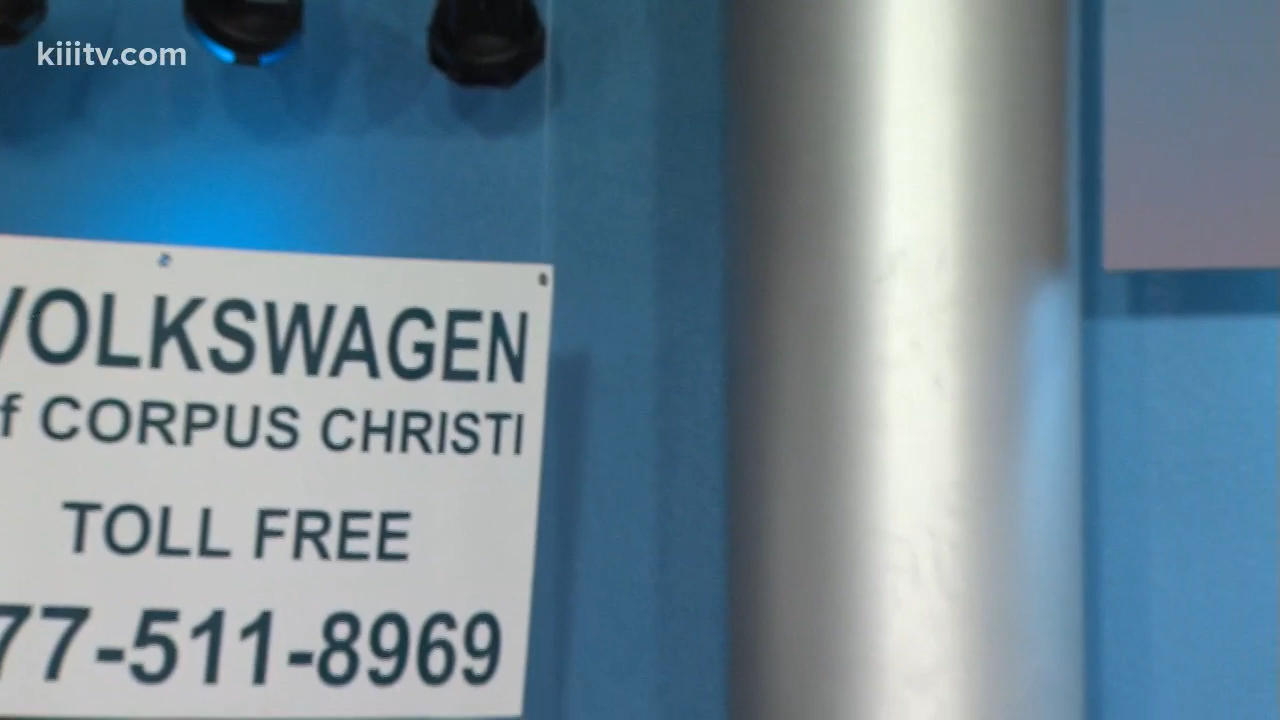 kiiitv.com
VOLKSWAGEN
f CORPUS CHRISTI
TOLL FREE
77-511-8969